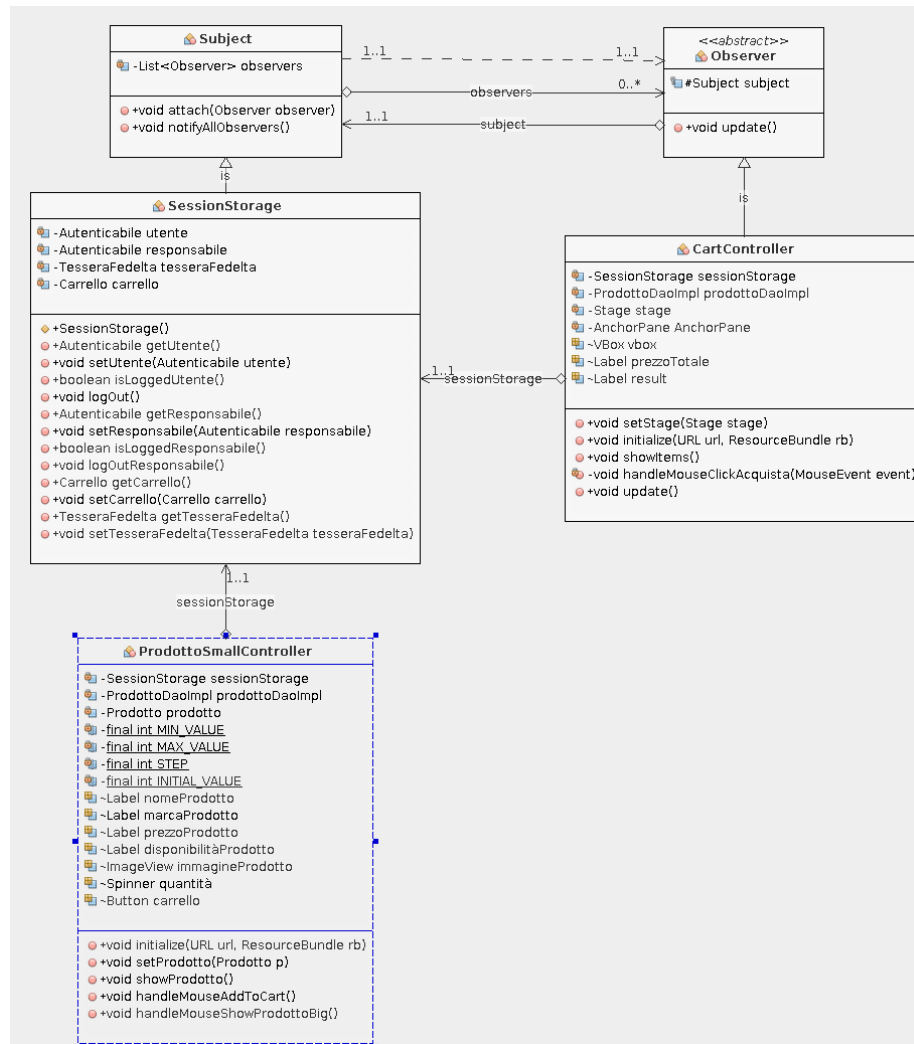 Subject
-List<Observer> observers
+void attach(Observer observer)
+void notifyAllObservers()
1..1
1..1
observers
0..*
1..1
subject
<<abstract>>
Observer
#Subject subject
+void update()
is
is
SessionStorage
-Autenticabile utente
-Autenticabile responsabile
-TesseraFedelta tesseraFedelta
-Carrello carrello
+SessionStorage()
+Autenticabile getUtente()
+void setUtente(Autenticabile utente)
+boolean isLoggedUtente()
+void logOut()
+Autenticabile getResponsabile()
+void setResponsabile(Autenticabile responsabile)
+boolean isLoggedResponsabile()
+void logOutResponsabile()
+Carrello getCarrello()
+void setCarrello(Carrello carrello)
+TesseraFedelta getTesseraFedelta()
+void setTesseraFedelta(TesseraFedelta tesseraFedelta)
CartController
-SessionStorage sessionStorage
-ProdottoDaoImpl prodottoDaoImpl
-Stage stage
-AnchorPane AnchorPane
~VBox vbox
~Label prezzoTotale
~Label result
+void setStage(Stage stage)
+void initialize(URL url, ResourceBundle rb)
+void showItems()
-void handleMouseClickAcquista(MouseEvent event)
+void update()
1..1
sessionStorage
1..1
sessionStorage
ProdottoSmallController
-SessionStorage sessionStorage
-ProdottoDaoImpl prodottoDaoImpl
-Prodotto prodotto
-final int MIN_VALUE
-final int MAX_VALUE
-final int STEP
-final int INITIAL_VALUE
~Label nomeProdotto
~Label marcaProdotto
~Label prezzoProdotto
~Label disponibilitàProdotto
~ImageView immagineProdotto
~Spinner quantità
~Button carrello
+void initialize(URL url, ResourceBundle rb)
+void setProdotto(Prodotto p)
+void showProdotto()
+void handleMouseAddToCart()
+void handleMouseShowProdottoBig()